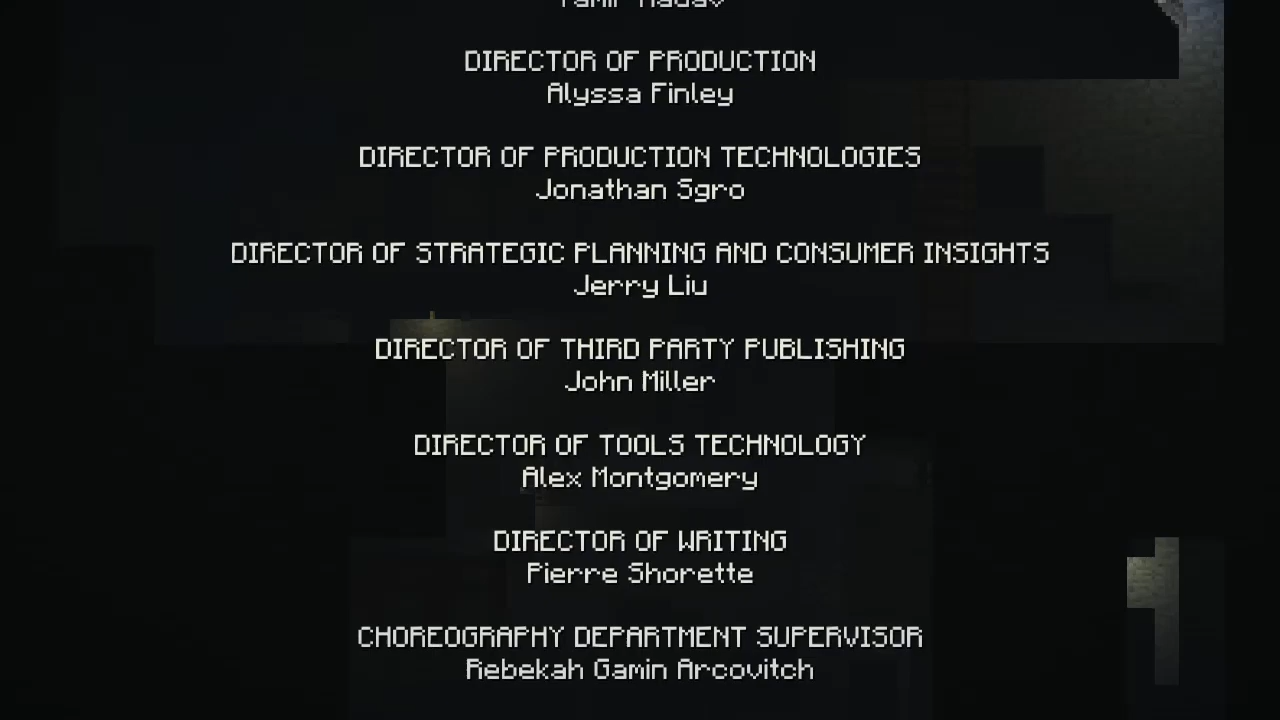 DIRECTOR OF PRODUCTION
Alyssa Finley
DIRECTOR OF PRODUCTION TECHNOLOGIES
Jonathan Sgro
DIRECTOR OF STRATEGIC PLANNING AND CONSUMER INSIGHTS
Jerry Liu
DIRECTOR OF THIRD PARTY PUBLISHING
John Miller
DIRECTOR OF TOOLS TECHNOLOGY
Alex Montgomery
DIRECTOR OF WRITING
Pierre Shorette
CHOREOGRAPHY DEPARTMENT SUPERVISOR
Rebekah Gamin Arcovitch